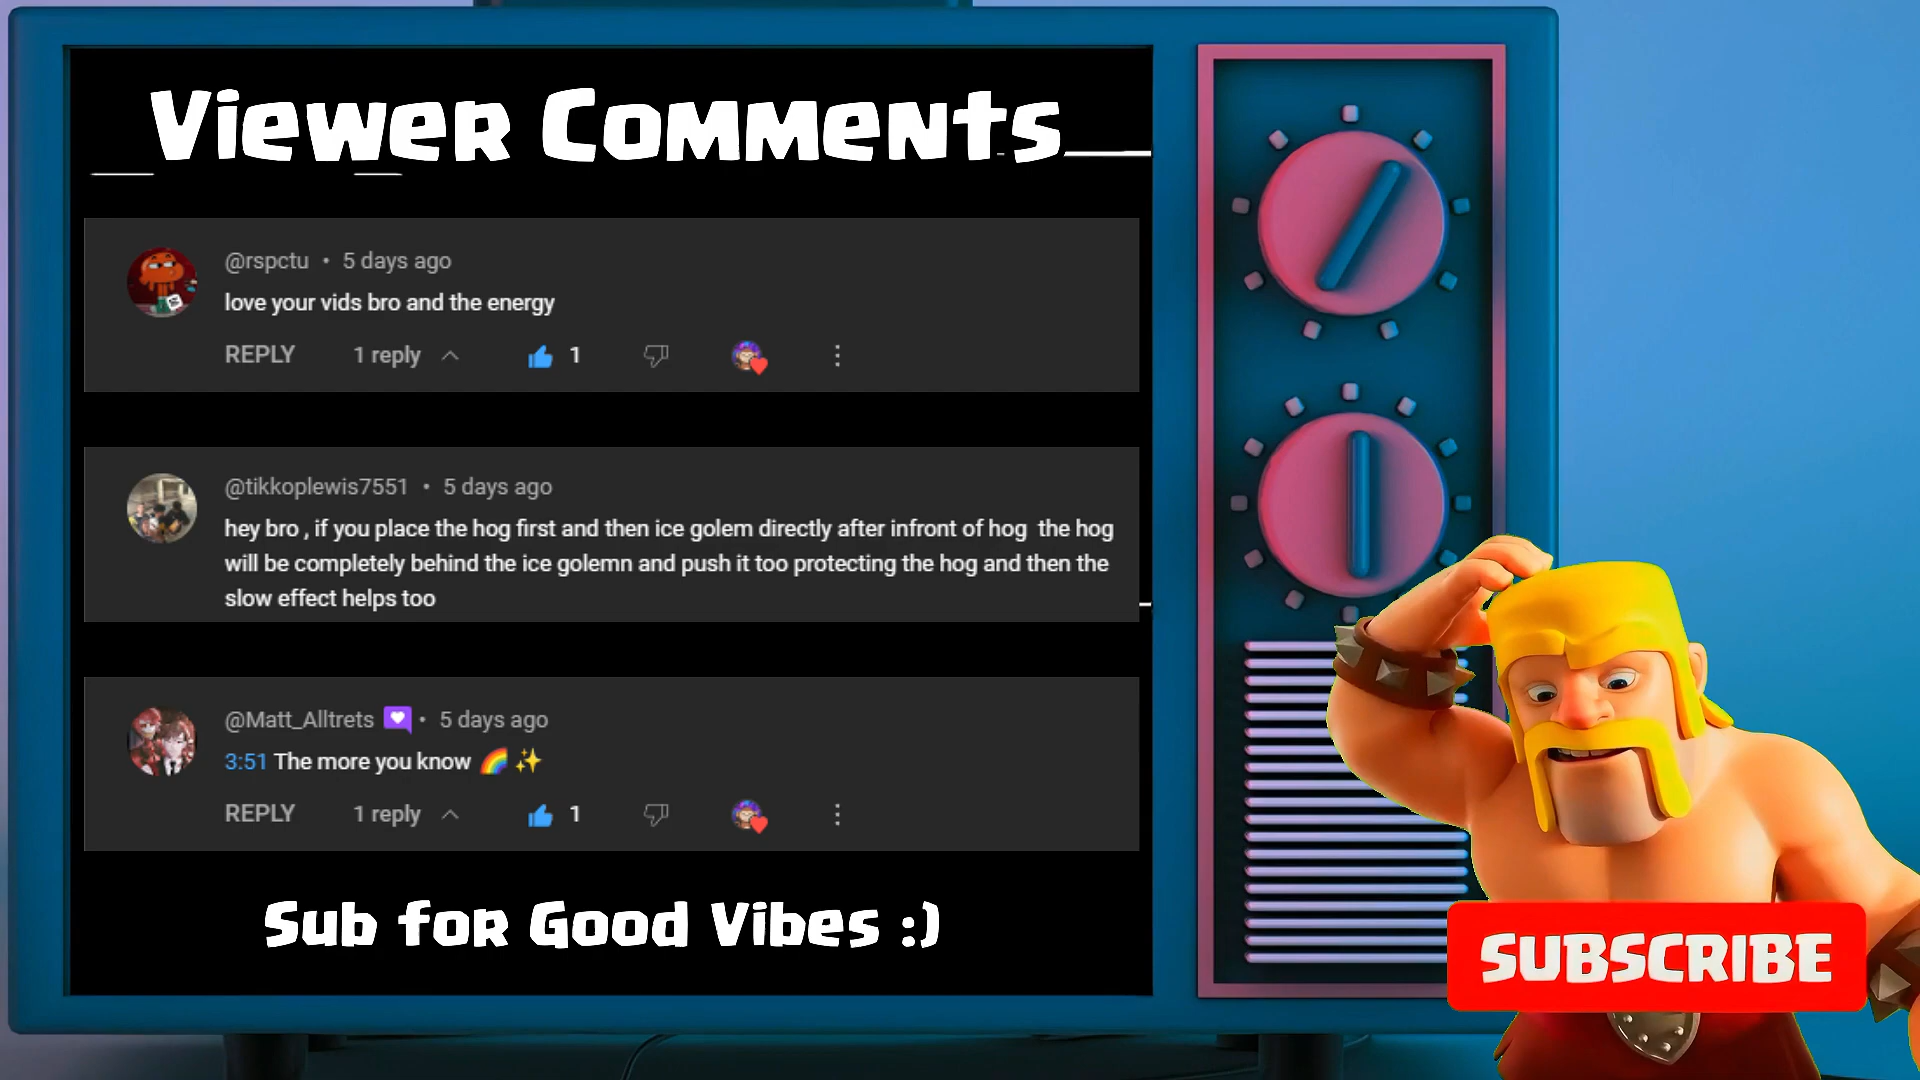 Viewer Comments
@rspctu • 5 days ago
love your vids bro and the energy
REPLY 1 reply 1
@tikkoplewis7551 • 5 days ago
hey bro , if you place the hog first and then ice golem directly after infront of hog  the hog
will be completely behind the ice golemn and push it too protecting the hog and then the
slow effect helps too
@Matt_Alltrets • 5 days ago
3:51 The more you know 🌈 ✨
REPLY 1 reply 1
Sub for Good Vibes :)
SUBSCRIBE